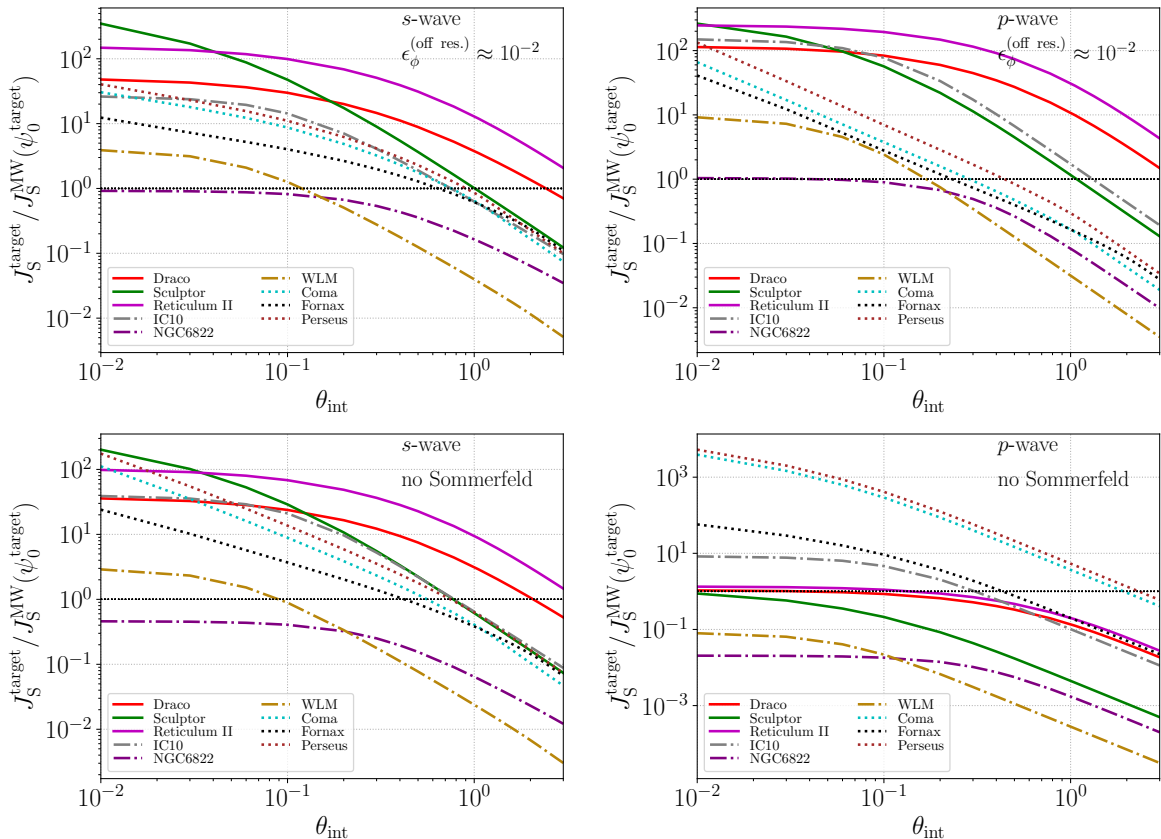 s-wave
ϵ_ϕ^(off res.) ≈ 10^−2
J_S^target / J_S^MW (ψ_0^target)
10^2
10^1
10^0
10^−1
10^−2
Draco
Sculptor
Reticulum II
IC10
NGC6822
WLM
Coma
Fornax
Perseus
10^−2 10^−1 10^0
θ_int
p-wave
ϵ_ϕ^(off res.) ≈ 10^−2
J_S^target / J_S^MW (ψ_0^target)
10^2
10^1
10^0
10^−1
10^−2
Draco
Sculptor
Reticulum II
IC10
NGC6822
WLM
Coma
Fornax
Perseus
10^−2 10^−1 10^0
θ_int
s-wave
no Sommerfeld
J_S^target / J_S^MW (ψ_0^target)
10^2
10^1
10^0
10^−1
10^−2
Draco
Sculptor
Reticulum II
IC10
NGC6822
WLM
Coma
Fornax
Perseus
10^−2 10^−1 10^0
θ_int
p-wave
no Sommerfeld
J_S^target / J_S^MW (ψ_0^target)
10^3
10^1
10^−1
10^−3
Draco
Sculptor
Reticulum II
IC10
NGC6822
WLM
Coma
Fornax
Perseus
10^−2 10^−1 10^0
θ_int